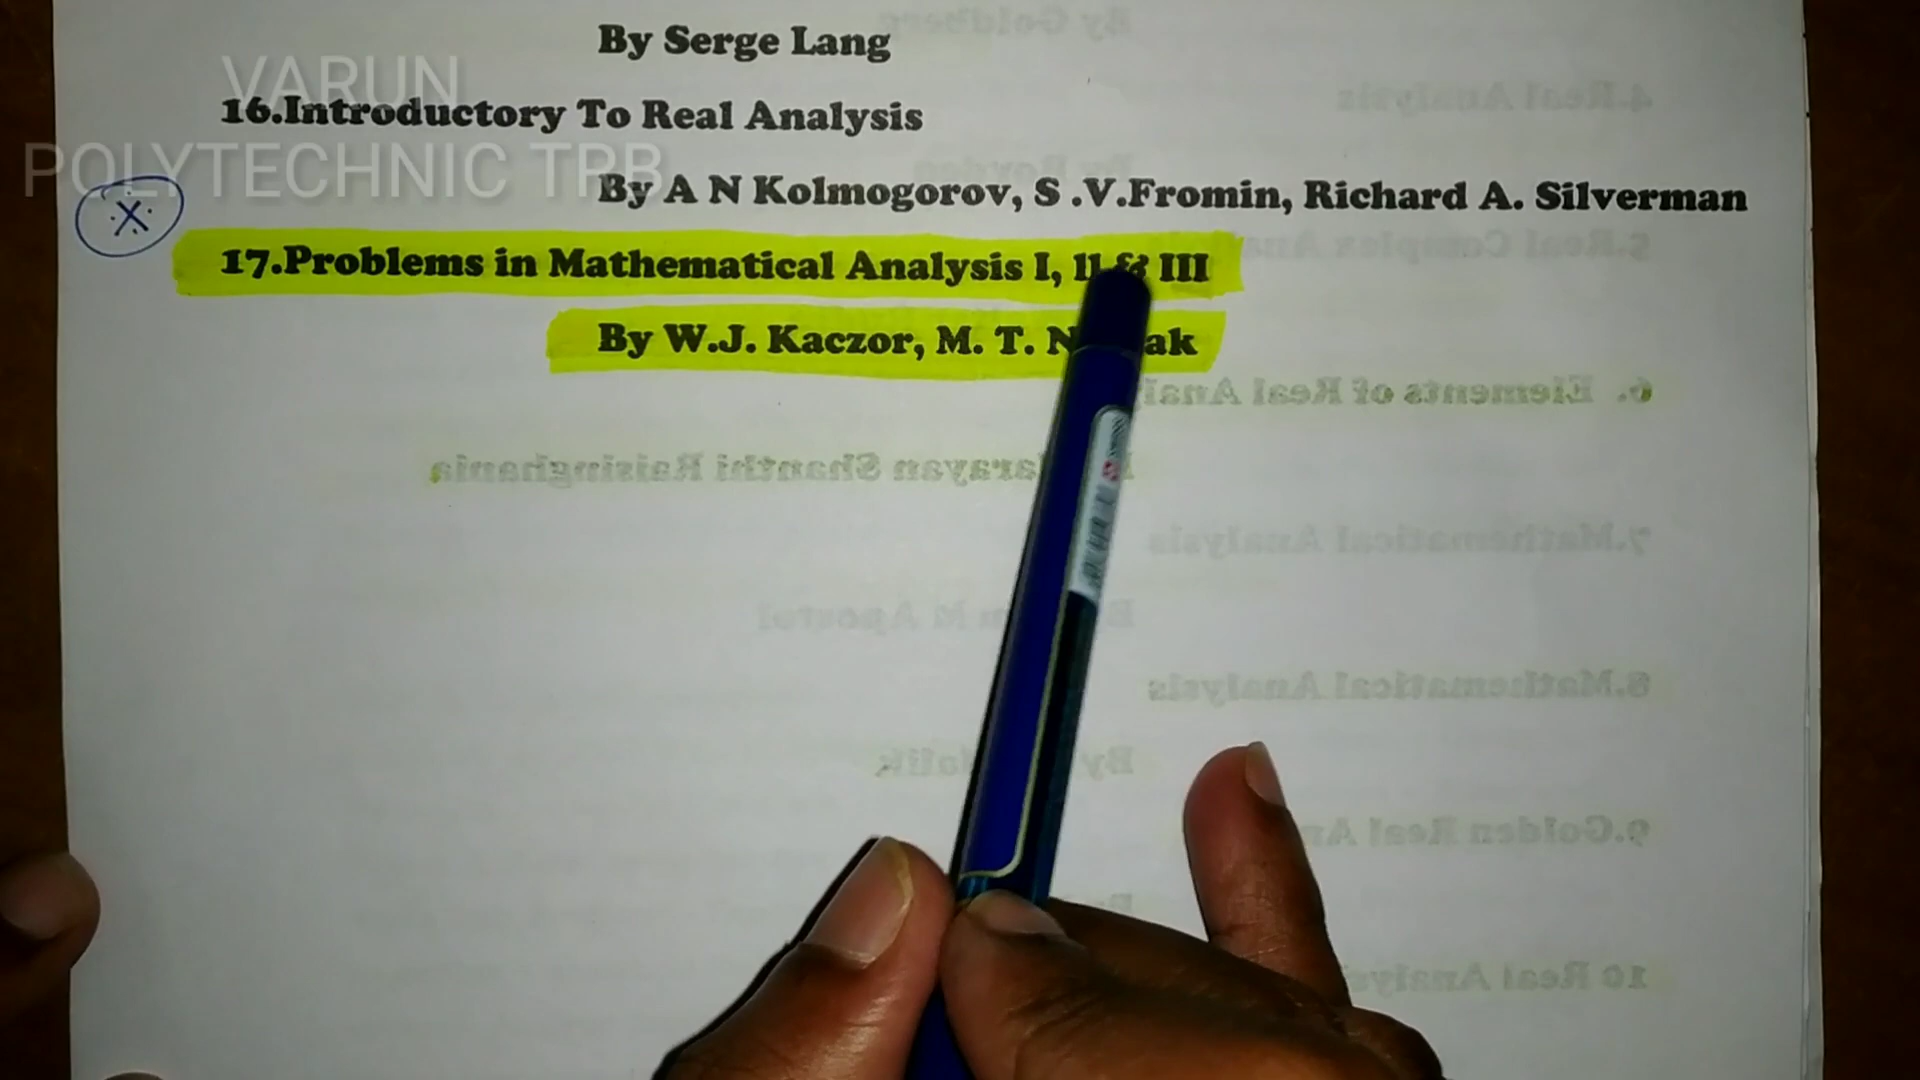 By Serge Lang
VARUN
16.Introductory To Real Analysis
POLYTECHNIC TRB
By A N Kolmogorov, S .V.Fromin, Richard A. Silverman
17.Problems in Mathematical Analysis I, II & III
By W.J. Kaczor, M. T.